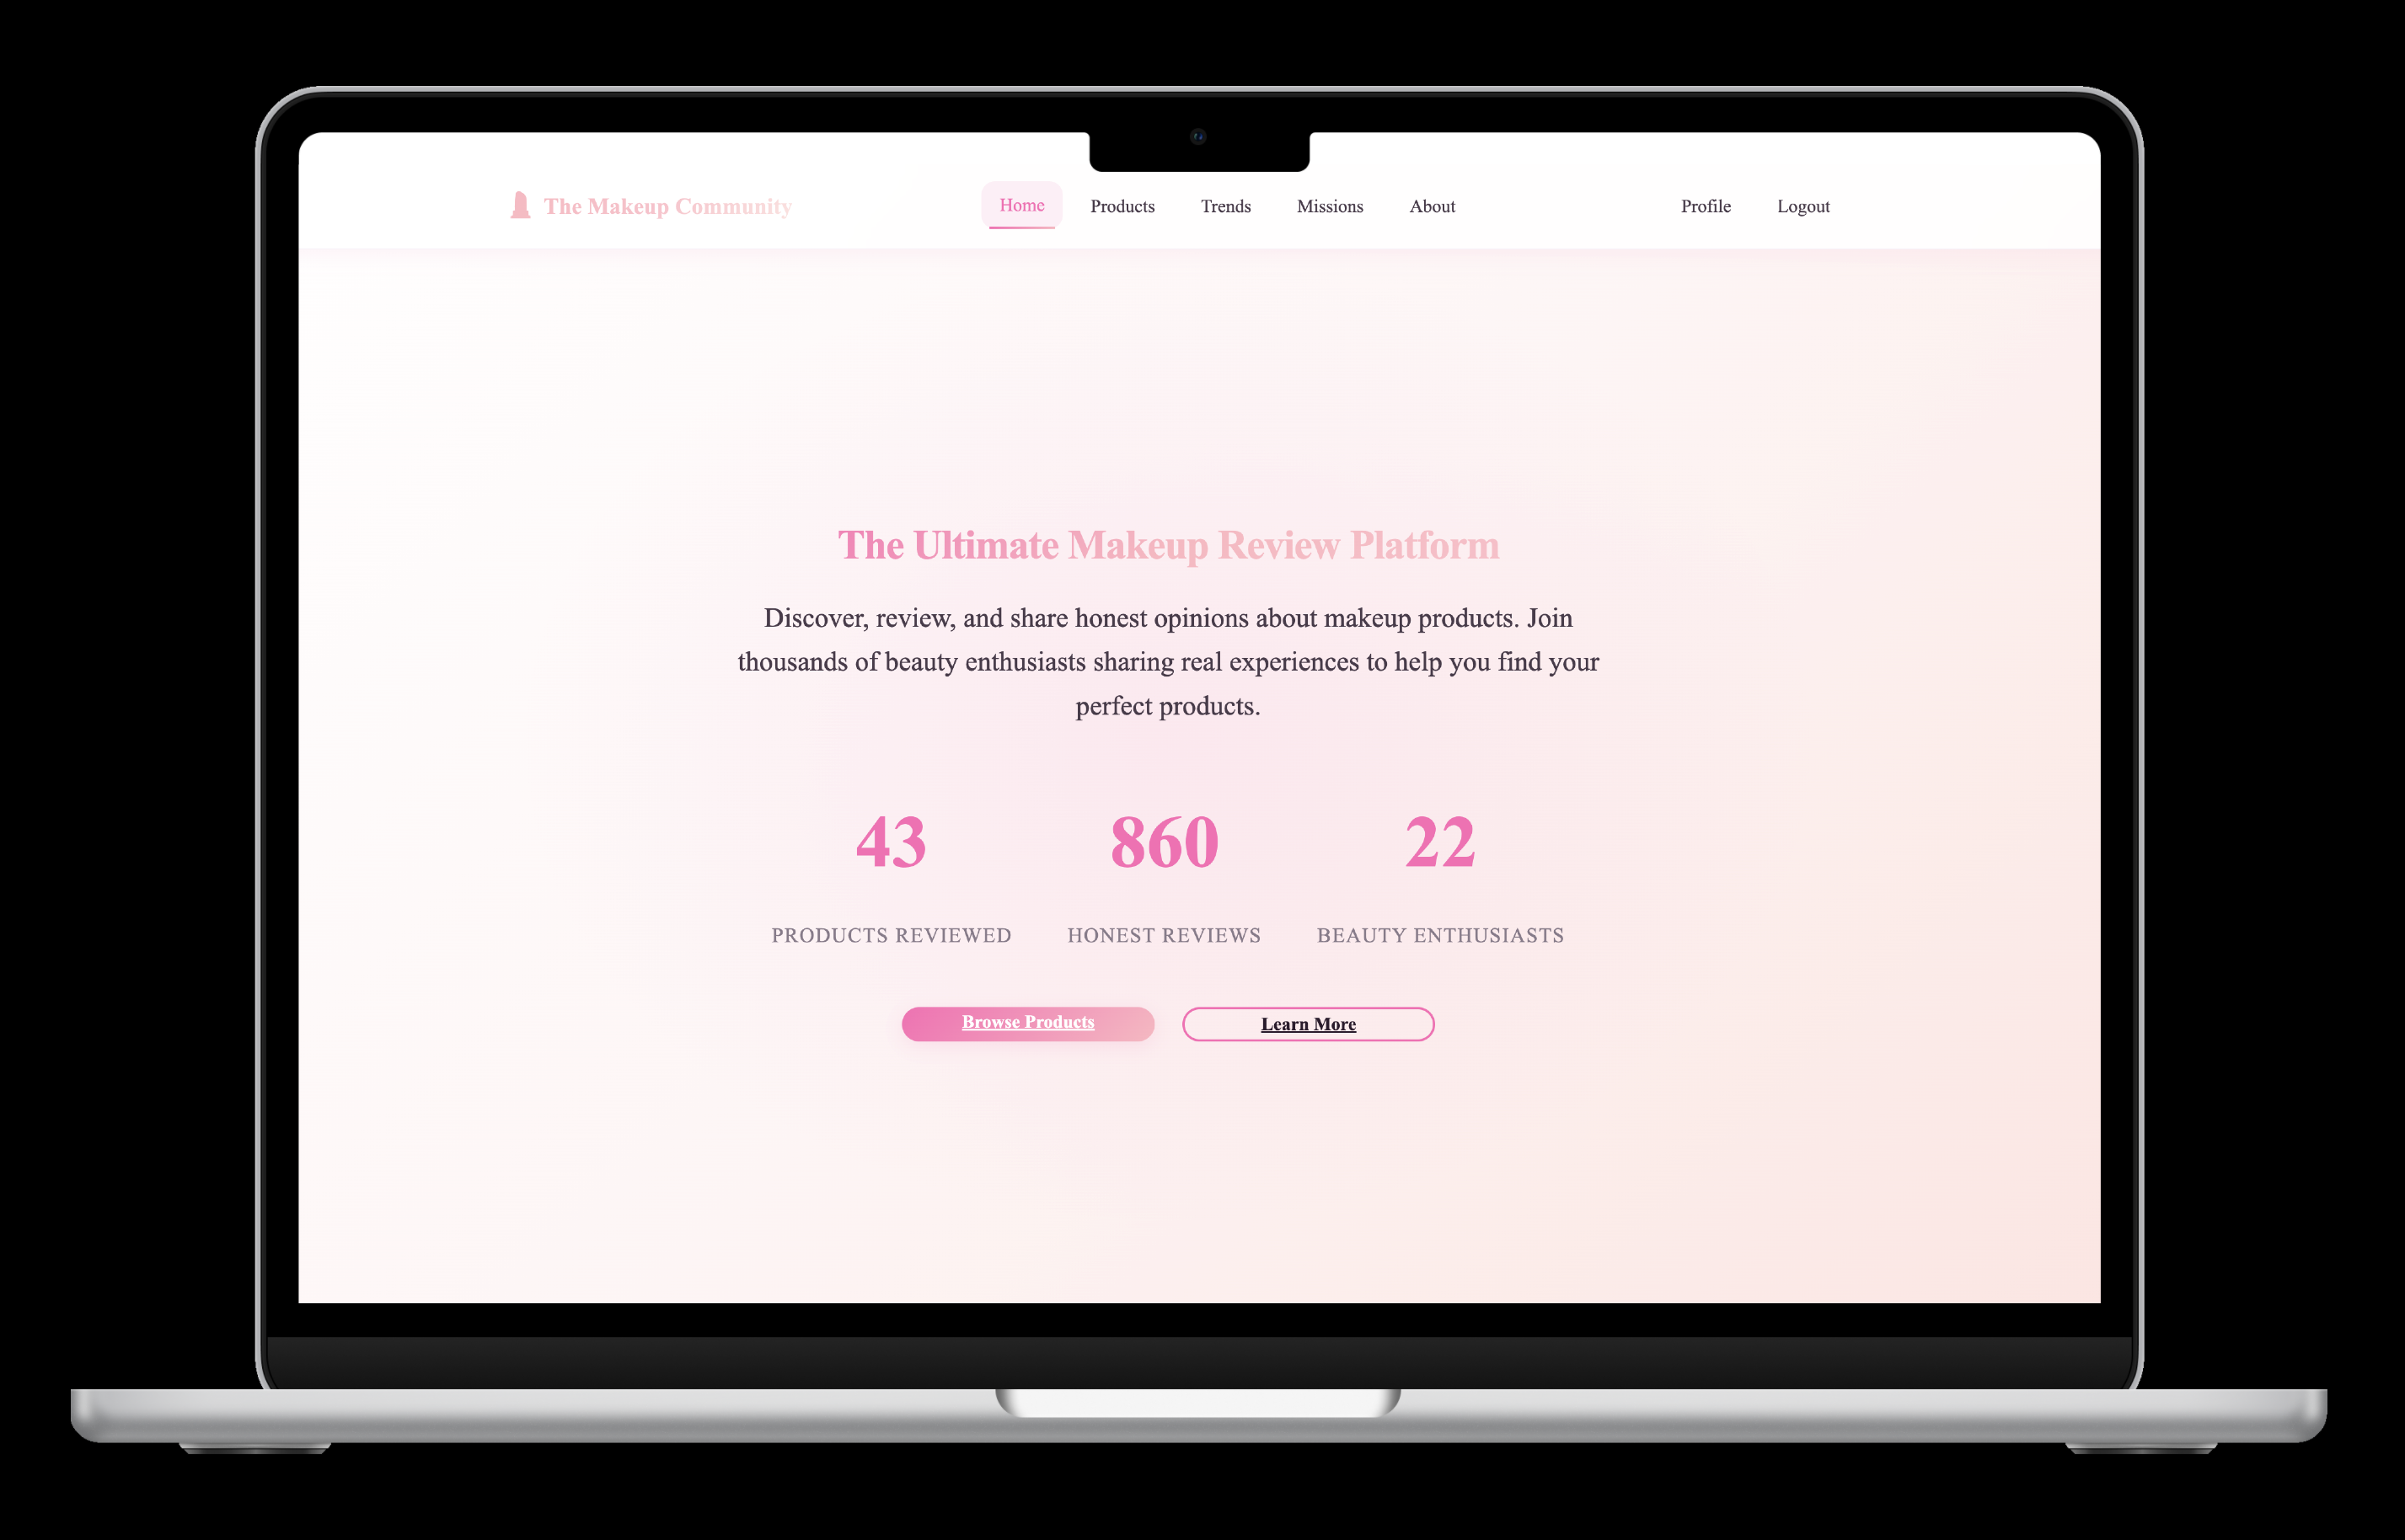 The Makeup Community
Home Products Trends Missions About Profile Logout
The Ultimate Makeup Review Platform
Discover, review, and share honest opinions about makeup products. Join
thousands of beauty enthusiasts sharing real experiences to help you find your
perfect products.
43 860 22
PRODUCTS REVIEWED HONEST REVIEWS BEAUTY ENTHUSIASTS
Browse Products Learn More